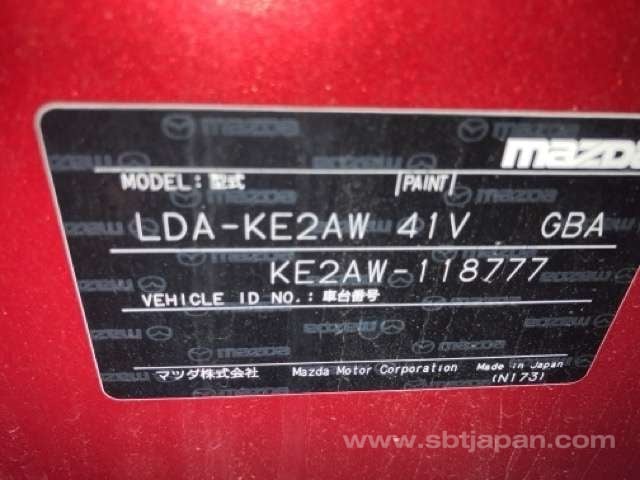 mazda
MODEL: 型式 PAINT
LDA-KE2AW 41V GBA
KE2AW-118777
VEHICLE ID NO.: 車台番号
マツダ株式会社 Mazda Motor Corporation Made in Japan
(N173)
www.sbtjapan.com